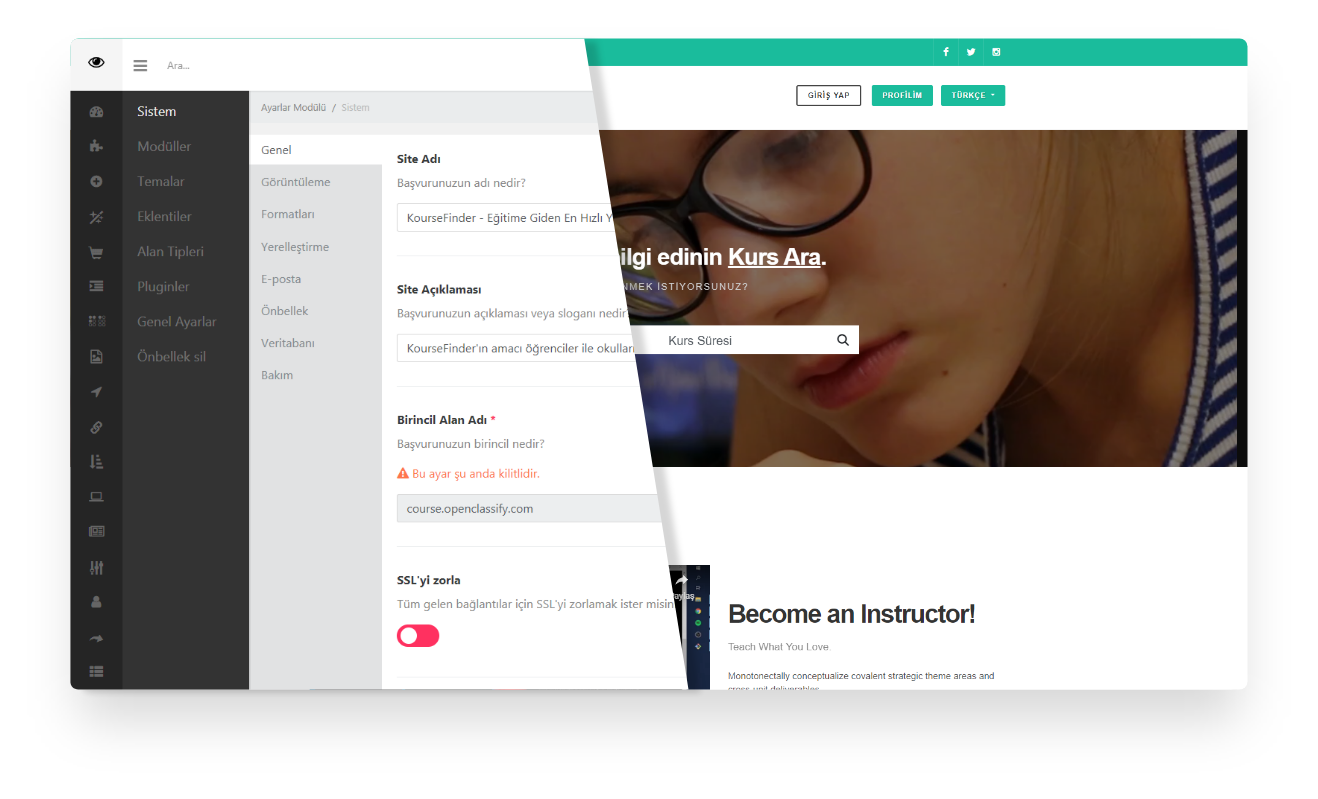 Ara...
Sistem
Modüller
Temalar
Eklentiler
Alan Tipleri
Pluginler
Genel Ayarlar
Önbellek sil
Ayarlar Modülü / Sistem
Genel
Görüntüleme
Formatları
Yerelleştirme
E-posta
Önbellek
Veritabanı
Bakım
Site Adı
Başvurunuzun adı nedir?
KourseFinder - Eğitime Giden En Hızlı Y
Site Açıklaması
Başvurunuzun açıklaması veya sloganı nedir
KourseFinder'ın amacı öğrenciler ile okulları
Birincil Alan Adı *
Başvurunuzun birincil nedir?
Bu ayar şu anda kilitlidir.
course.openclassify.com
SSL'yi zorla
Tüm gelen bağlantılar için SSL'yi zorlamak ister misin
GİRİŞ YAP
PROFİLİM
TÜRKÇE
ilgi edinin Kurs Ara.
NMEK İSTİYORSUNUZ?
Kurs Süresi
aylaş
Become an Instructor!
Teach What You Love
Monotonectally conceptualize covalent strategic theme areas and
cross-unit deliverables